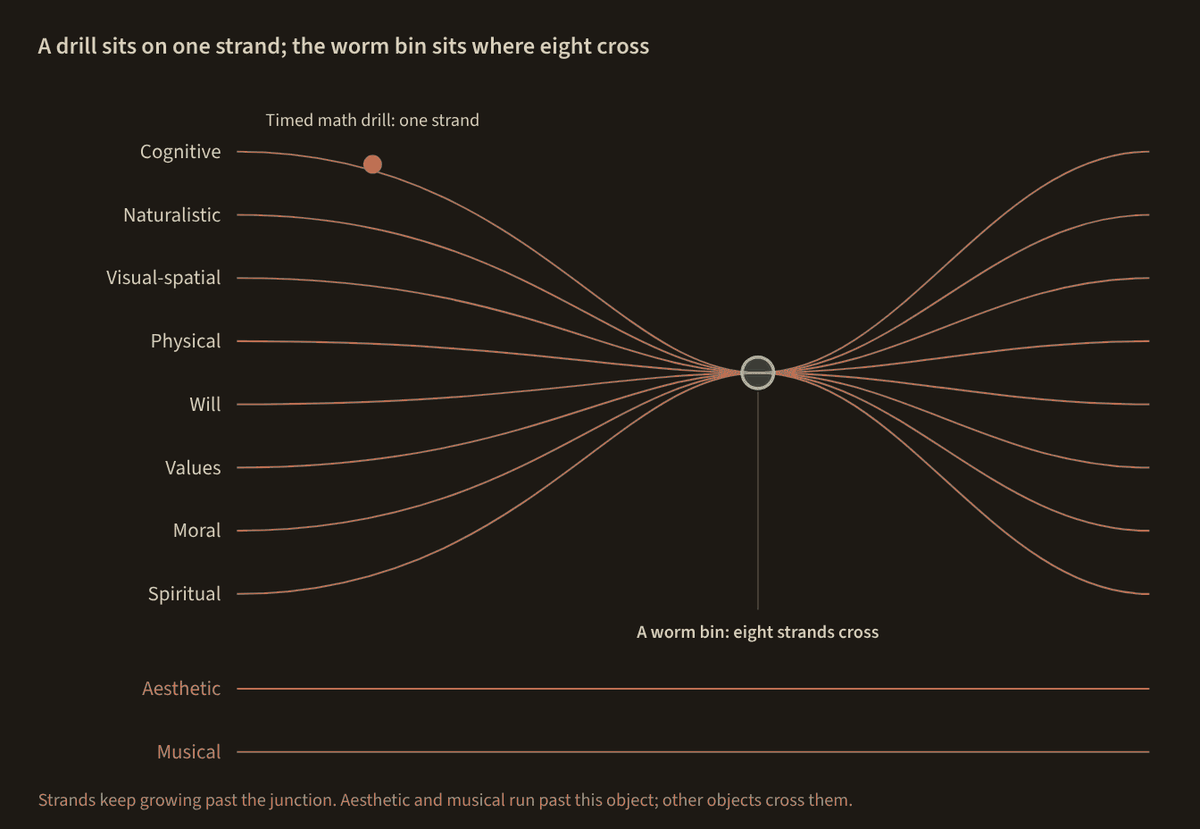 A drill sits on one strand; the worm bin sits where eight cross
Timed math drill: one strand
Cognitive
Naturalistic
Visual-spatial
Physical
Will
Values
Moral
Spiritual
A worm bin: eight strands cross
Aesthetic
Musical
Strands keep growing past the junction. Aesthetic and musical run past this object; other objects cross them.